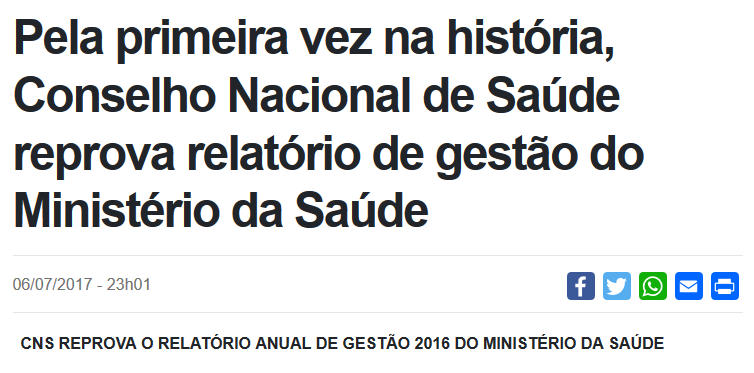 Pela primeira vez na história,
Conselho Nacional de Saúde
reprova relatório de gestão do
Ministério da Saúde
06/07/2017 - 23h01
CNS REPROVA O RELATÓRIO ANUAL DE GESTÃO 2016 DO MINISTÉRIO DA SAÚDE